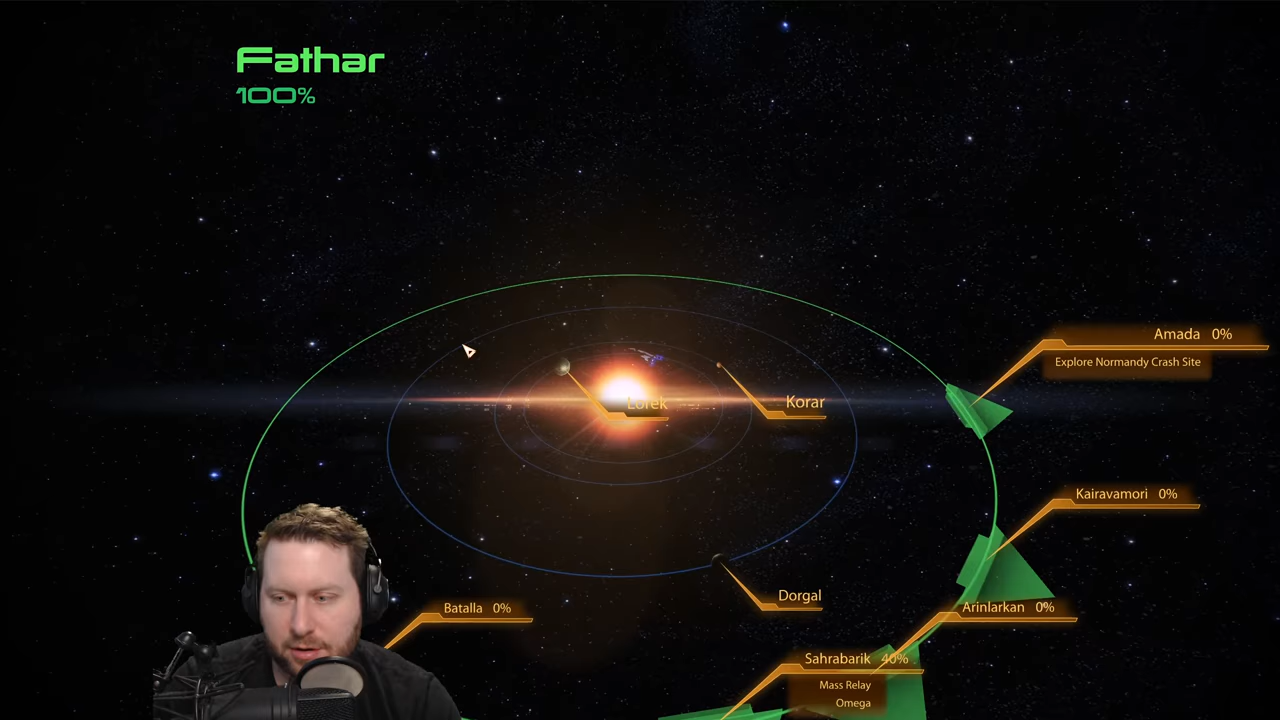 Fathar
100%
Amada 0%
Explore Normandy Crash Site
Lorek
Korar
Kairavamori 0%
Dorgal
Batalla 0%
Arinlarkan 0%
Sahrabarik 40%
Mass Relay
Omega